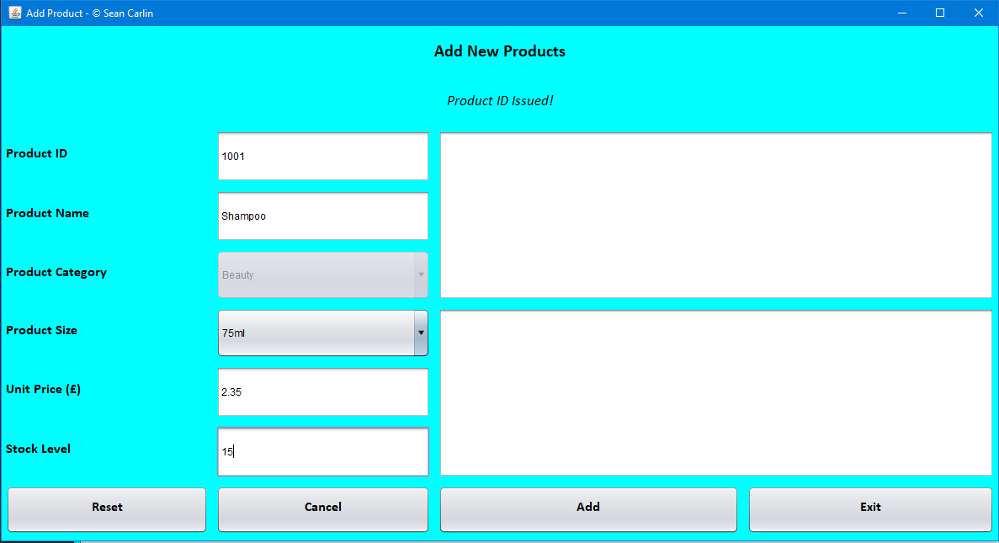 Add Product - © Sean Carlin
Add New Products
Product ID Issued!
Product ID
1001
Product Name
Shampoo
Product Category
Beauty
Product Size
75ml
Unit Price (£)
2.35
Stock Level
15
Reset
Cancel
Add
Exit